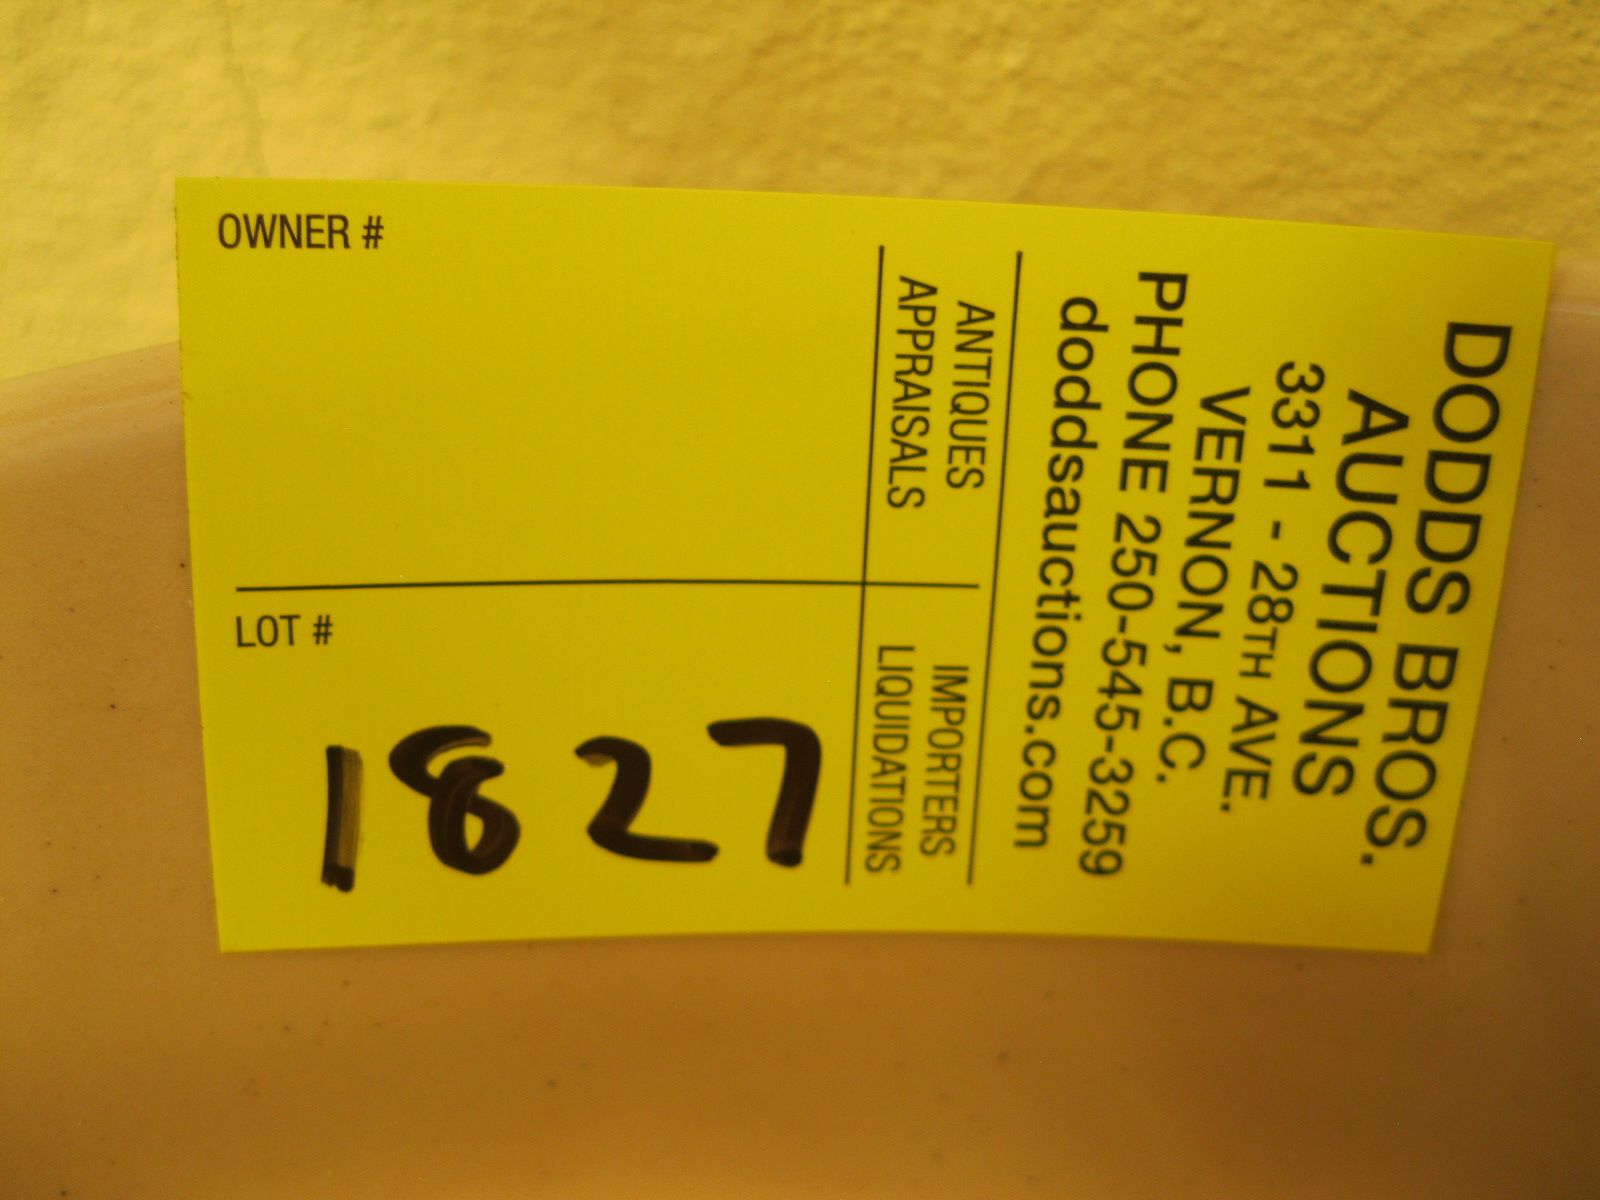 DODDS BROS.
AUCTIONS
3311 - 28TH AVE.
VERNON, B.C.
PHONE 250-545-3259
doddsauctions.com
ANTIQUES
APPRAISALS
IMPORTERS
LIQUIDATIONS
OWNER #
LOT #
1827